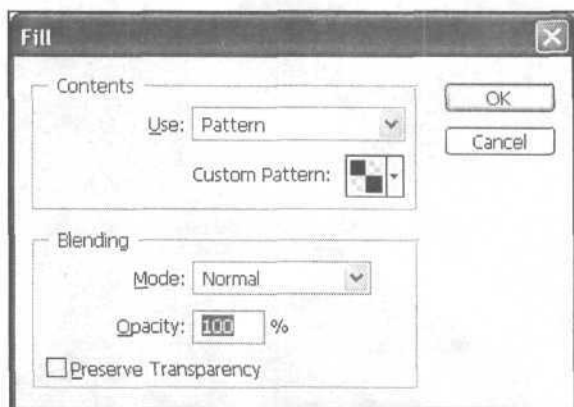 Fill
Contents
Use: Pattern
Custom Pattern:
OK
Cancel
Blending
Mode: Normal
Opacity: 100 %
Preserve Transparency